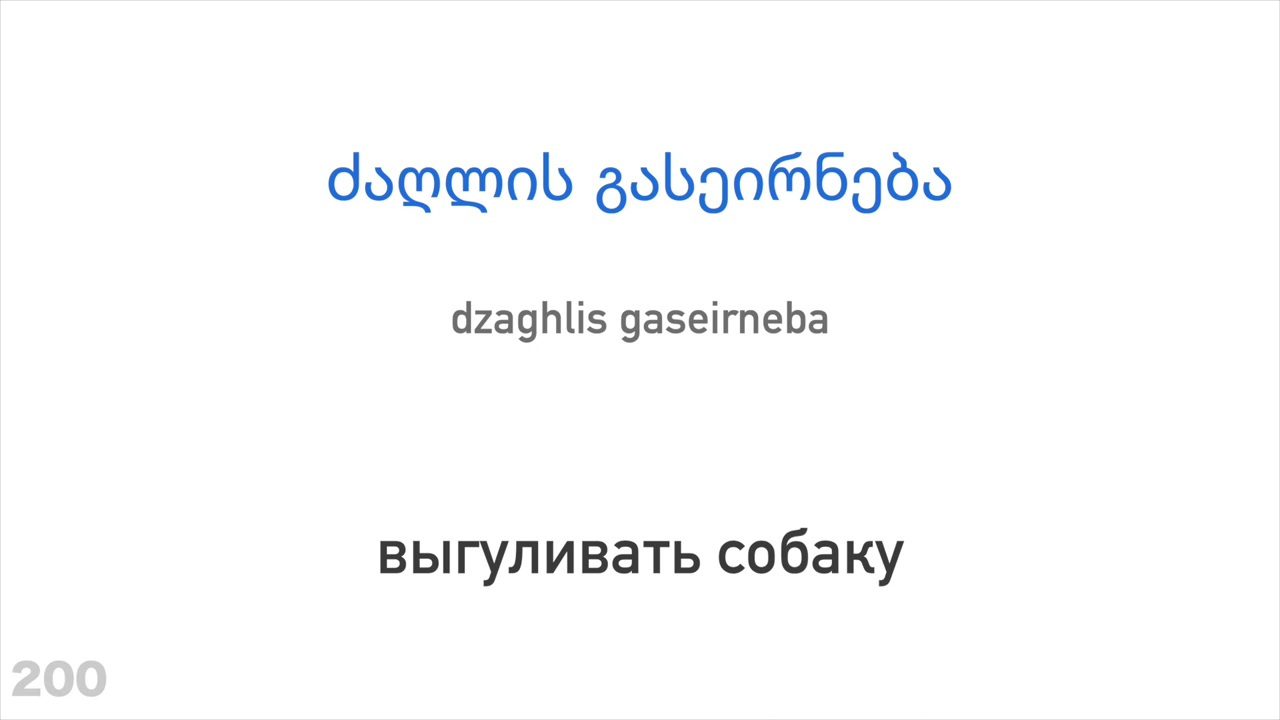 ძაღლის გასეირნება
dzaghlis gaseirneba
выгуливать собаку
200